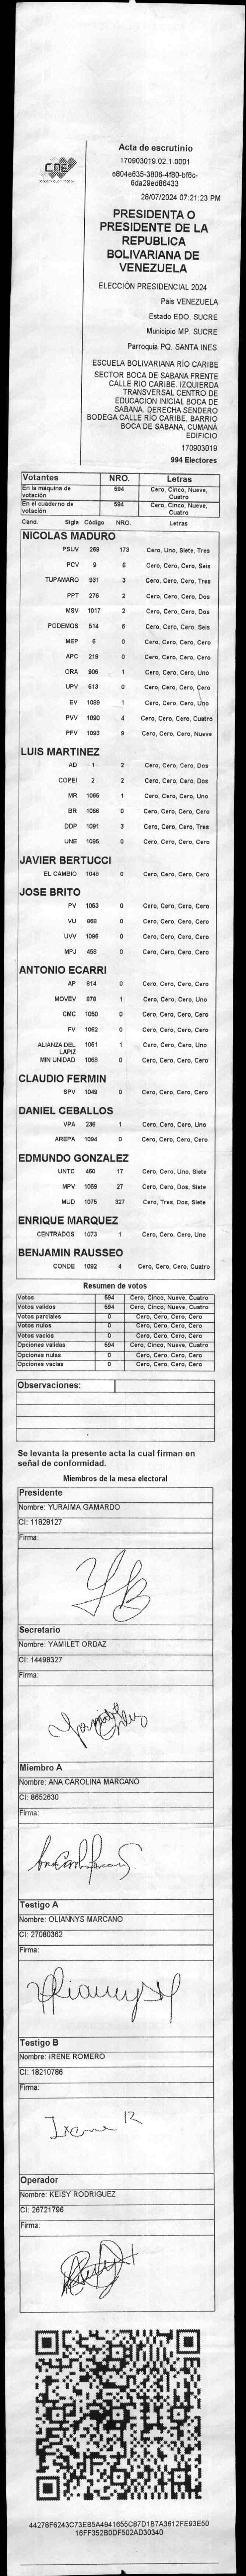 CNE
Acta de escrutinio
170903019.02.1.0001
e804e635-3806-4f80-bf6c-
6da29ed86433
28/07/2024 07:21:23 PM
PRESIDENTA O
PRESIDENTE DE LA
REPUBLICA
BOLIVARIANA DE
VENEZUELA
ELECCIÓN PRESIDENCIAL 2024
Pais VENEZUELA
Estado EDO. SUCRE
Municipio MP. SUCRE
Parroquia PQ. SANTA INES
ESCUELA BOLIVARIANA RÍO CARIBE
SECTOR BOCA DE SABANA FRENTE
CALLE RIO CARIBE. IZQUIERDA
TRANSVERSAL CENTRO DE
EDUCACION INICIAL BOCA DE
SABANA. DERECHA SENDERO
BODEGA CALLE RÍO CARIBE, BARRIO
BOCA DE SABANA, CUMANÁ
EDIFICIO
170903019
994 Electores
Votantes NRO. Letras
En la máquina de votación 594 Cero, Cinco, Nueve, Cuatro
En el cuaderno de votación 594 Cero, Cinco, Nueve, Cuatro
Cand. Sigla Código NRO. Letras
NICOLAS MADURO
PSUV 269 173 Cero, Uno, Siete, Tres
PCV 9 6 Cero, Cero, Cero, Seis
TUPAMARO 931 3 Cero, Cero, Cero, Tres
PPT 276 2 Cero, Cero, Cero, Dos
MSV 1017 2 Cero, Cero, Cero, Dos
PODEMOS 514 6 Cero, Cero, Cero, Seis
MEP 6 0 Cero, Cero, Cero, Cero
APC 219 0 Cero, Cero, Cero, Cero
ORA 906 1 Cero, Cero, Cero, Uno
UPV 613 0 Cero, Cero, Cero, Cero
EV 1089 1 Cero, Cero, Cero, Uno
PVV 1090 4 Cero, Cero, Cero, Cuatro
PFV 1093 9 Cero, Cero, Cero, Nueve
LUIS MARTINEZ
AD 1 2 Cero, Cero, Cero, Dos
COPEI 2 2 Cero, Cero, Cero, Dos
MR 1065 1 Cero, Cero, Cero, Uno
BR 1066 0 Cero, Cero, Cero, Cero
DDP 1091 3 Cero, Cero, Cero, Tres
UNE 1095 0 Cero, Cero, Cero, Cero
JAVIER BERTUCCI
EL CAMBIO 1048 0 Cero, Cero, Cero, Cero
JOSE BRITO
PV 1053 0 Cero, Cero, Cero, Cero
VU 868 0 Cero, Cero, Cero, Cero
UVV 1096 0 Cero, Cero, Cero, Cero
MPJ 458 0 Cero, Cero, Cero, Cero
ANTONIO ECARRI
AP 814 0 Cero, Cero, Cero, Cero
MOVEV 979 1 Cero, Cero, Cero, Uno
CMC 1050 0 Cero, Cero, Cero, Cero
FV 1062 0 Cero, Cero, Cero, Cero
ALIANZA DEL LAPIZ 1051 1 Cero, Cero, Cero, Uno
MIN UNIDAD 1068 0 Cero, Cero, Cero, Cero
CLAUDIO FERMIN
SPV 1049 0 Cero, Cero, Cero, Cero
DANIEL CEBALLOS
VPA 236 1 Cero, Cero, Cero, Uno
AREPA 1094 0 Cero, Cero, Cero, Cero
EDMUNDO GONZALEZ
UNTC 460 17 Cero, Cero, Uno, Siete
MPV 1069 27 Cero, Cero, Dos, Siete
MUD 1075 327 Cero, Tres, Dos, Siete
ENRIQUE MARQUEZ
CENTRADOS 1073 1 Cero, Cero, Cero, Uno
BENJAMIN RAUSSEO
CONDE 1092 4 Cero, Cero, Cero, Cuatro
Resumen de votos
Votos 594 Cero, Cinco, Nueve, Cuatro
Votos validos 594 Cero, Cinco, Nueve, Cuatro
Votos parciales 0 Cero, Cero, Cero, Cero
Votos nulos 0 Cero, Cero, Cero, Cero
Votos vacios 0 Cero, Cero, Cero, Cero
Opciones validas 594 Cero, Cinco, Nueve, Cuatro
Opciones nulas 0 Cero, Cero, Cero, Cero
Opciones vacias 0 Cero, Cero, Cero, Cero
Observaciones:
Se levanta la presente acta la cual firman en
señal de conformidad.
Miembros de la mesa electoral
Presidente
Nombre: YURAIMA GAMARDO
CI: 11828127
Firma:
Secretario
Nombre: YAMILET ORDAZ
CI: 14498327
Firma:
Miembro A
Nombre: ANA CAROLINA MARCANO
CI: 8652630
Firma:
Testigo A
Nombre: OLIANNYS MARCANO
CI: 27080362
Firma:
Testigo B
Nombre: IRENE ROMERO
CI: 18210786
Firma:
Irene R
Operador
Nombre: KEISY RODRIGUEZ
CI: 26721796
Firma:
44278F6243C73EB5A4941655C87D1B7A3612FE93E50
16FF352B0DF502AD30340